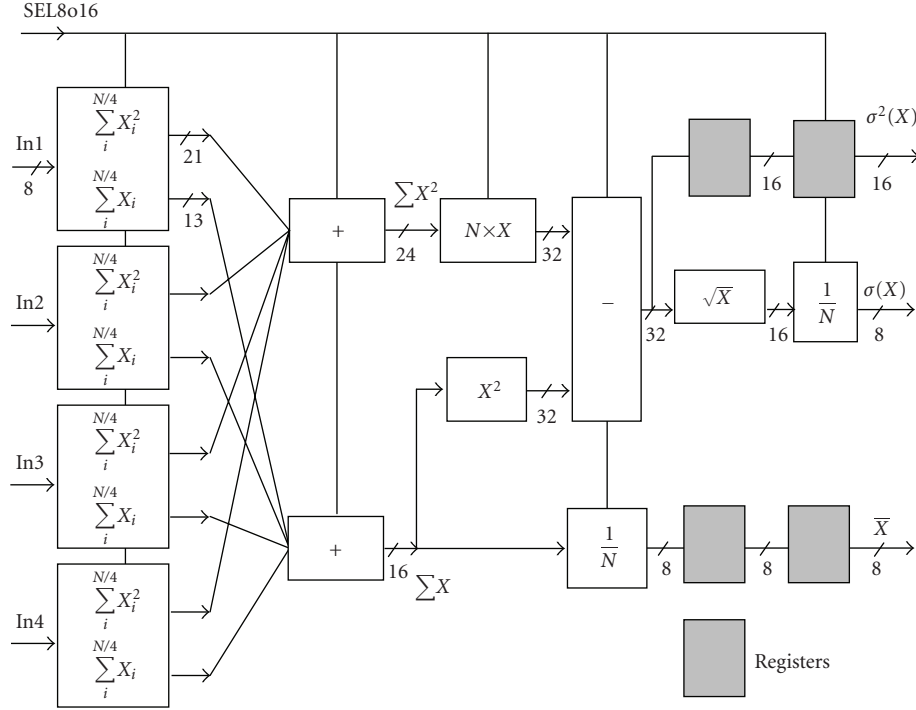 SEL8o16
In1
8
N/4
∑ X_i^2
i
21
N/4
∑ X_i
i
13
In2
N/4
∑ X_i^2
i
N/4
∑ X_i
i
In3
N/4
∑ X_i^2
i
N/4
∑ X_i
i
In4
N/4
∑ X_i^2
i
N/4
∑ X_i
i
+
∑X^2
24
N×X
32
+
16
∑X
X^2
32
−
32
16
σ^2(X)
16
√X
16
1/N
σ(X)
8
1/N
8
8
X̅
8
Registers